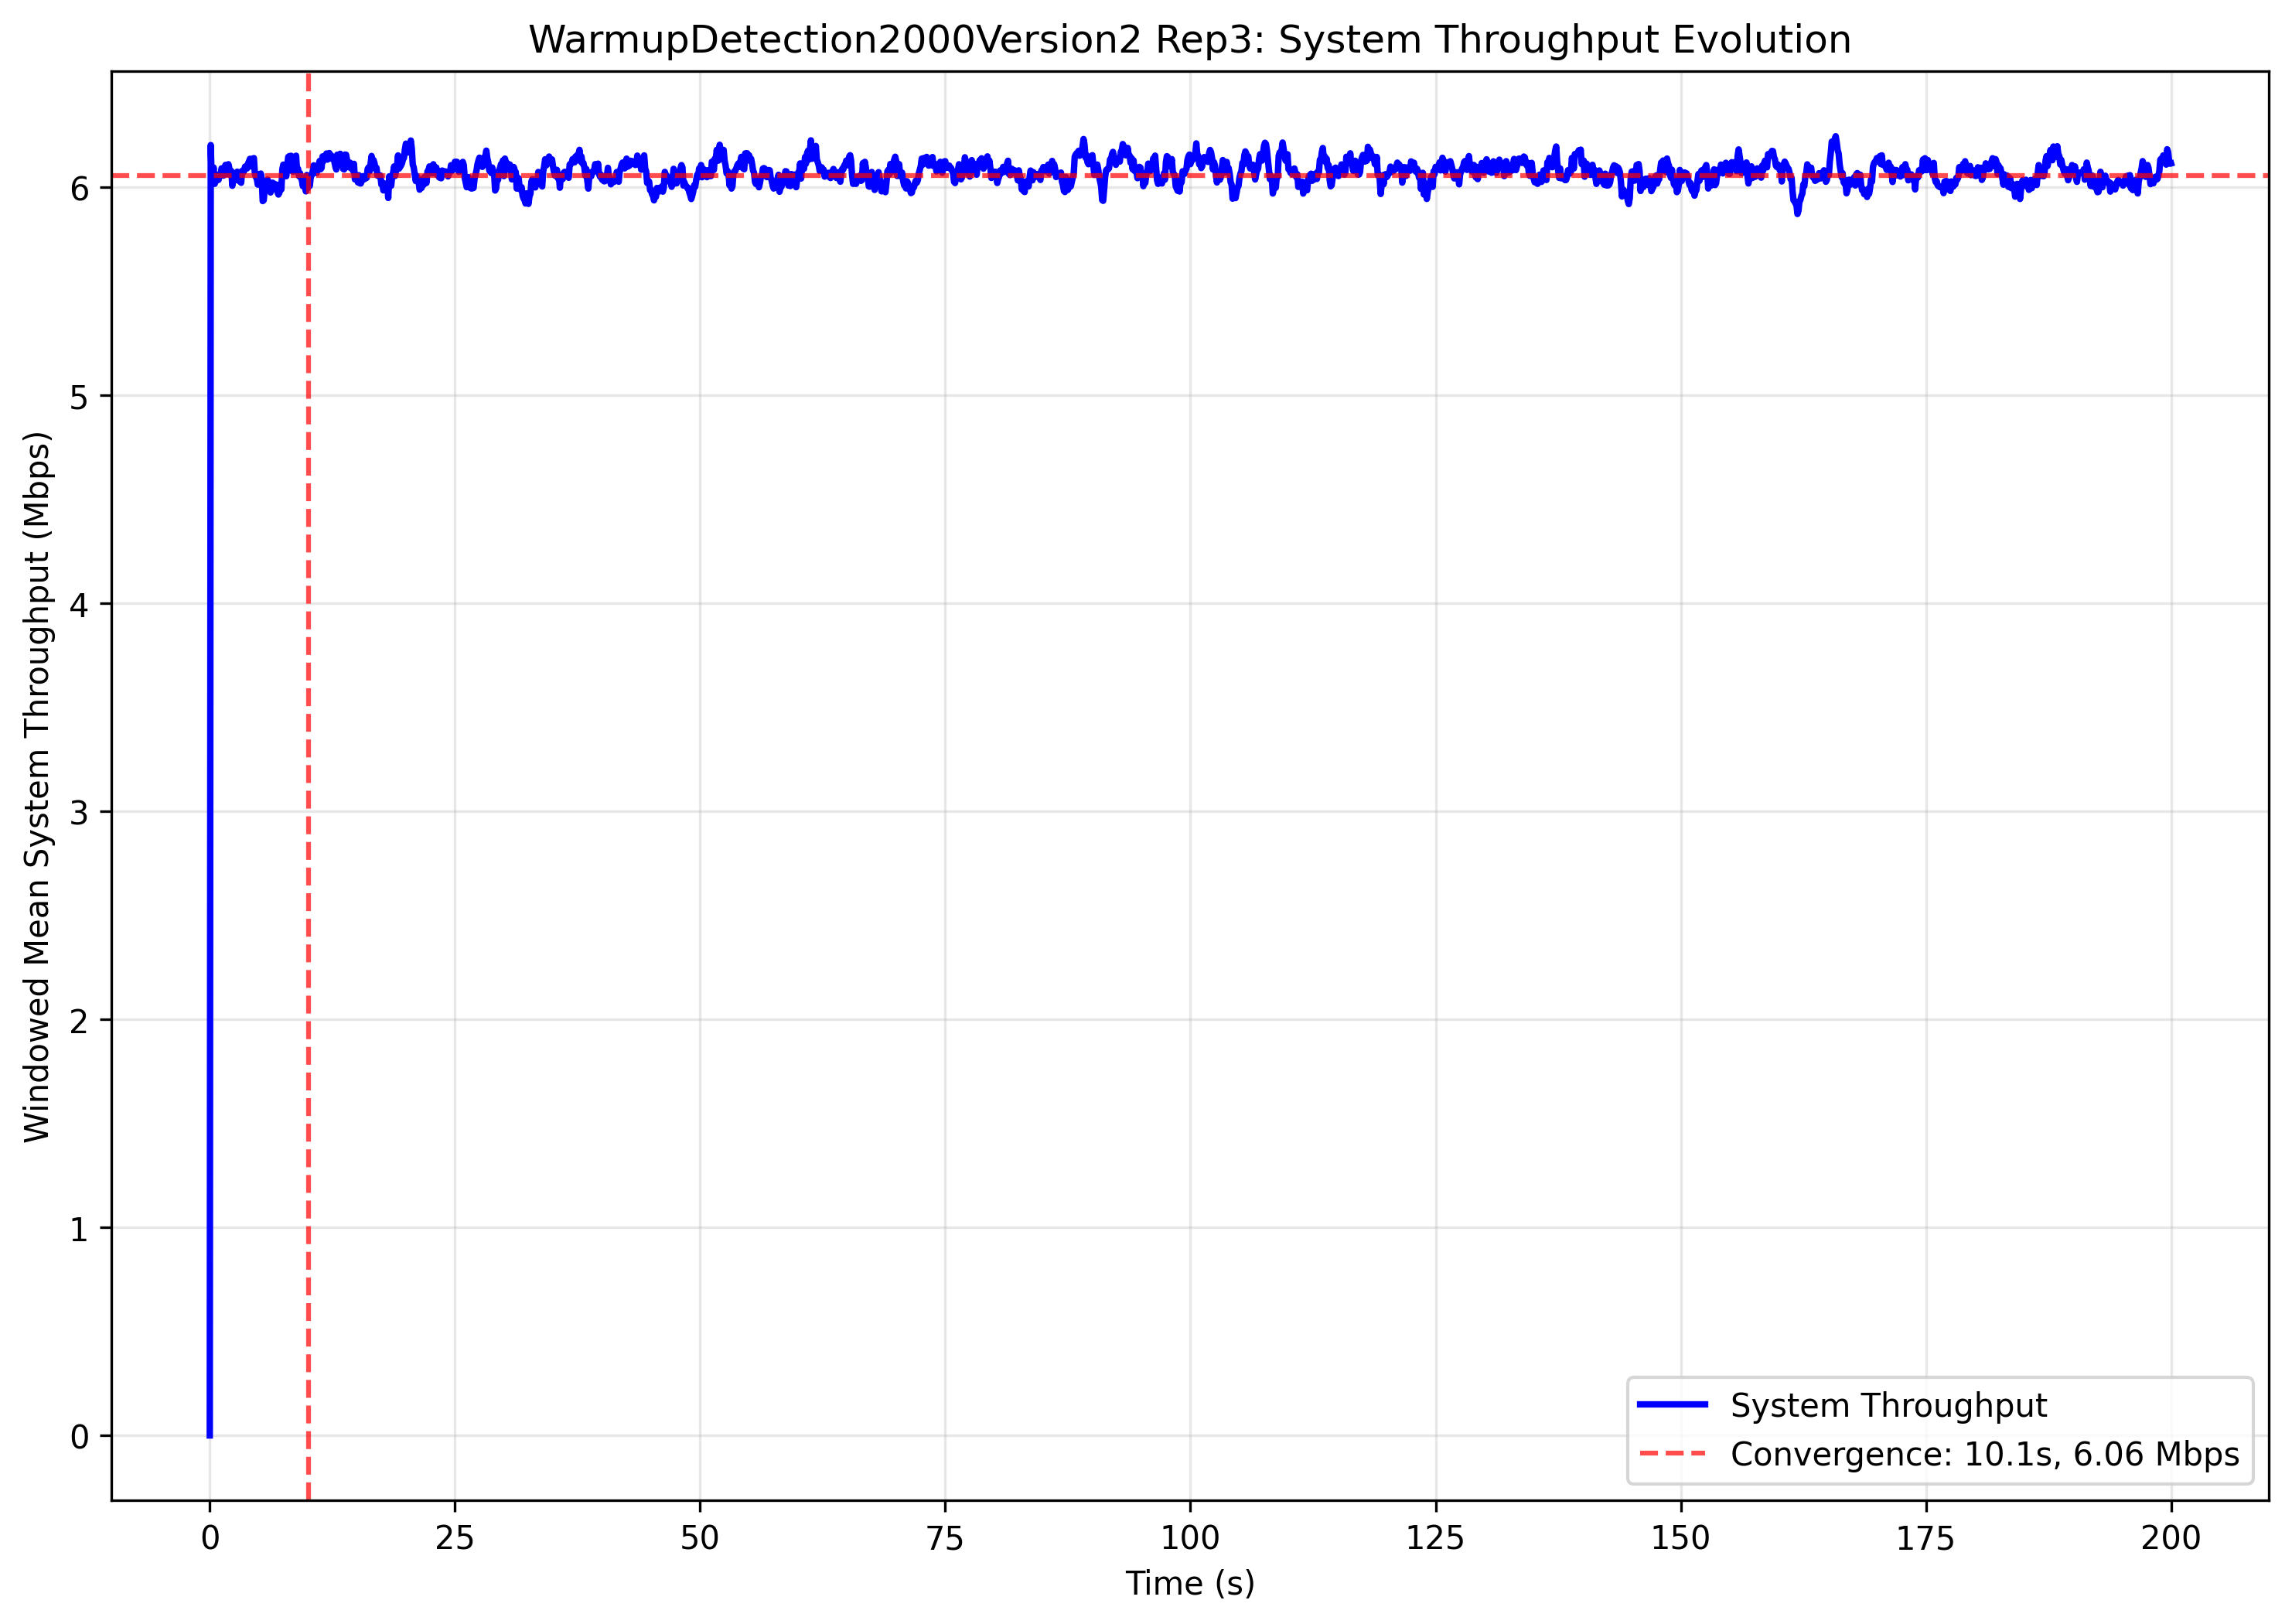 WarmupDetection2000Version2 Rep3: System Throughput Evolution
Windowed Mean System Throughput (Mbps)
6
5
4
3
2
1
0
System Throughput
Convergence: 10.1s, 6.06 Mbps
0 25 50 75 100 125 150 175 200
Time (s)